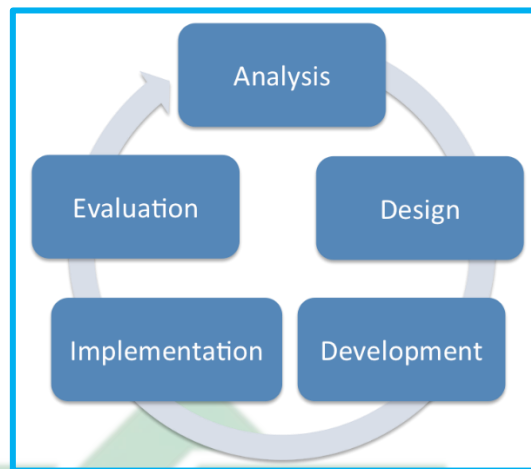 Analysis
Design
Development
Implementation
Evaluation